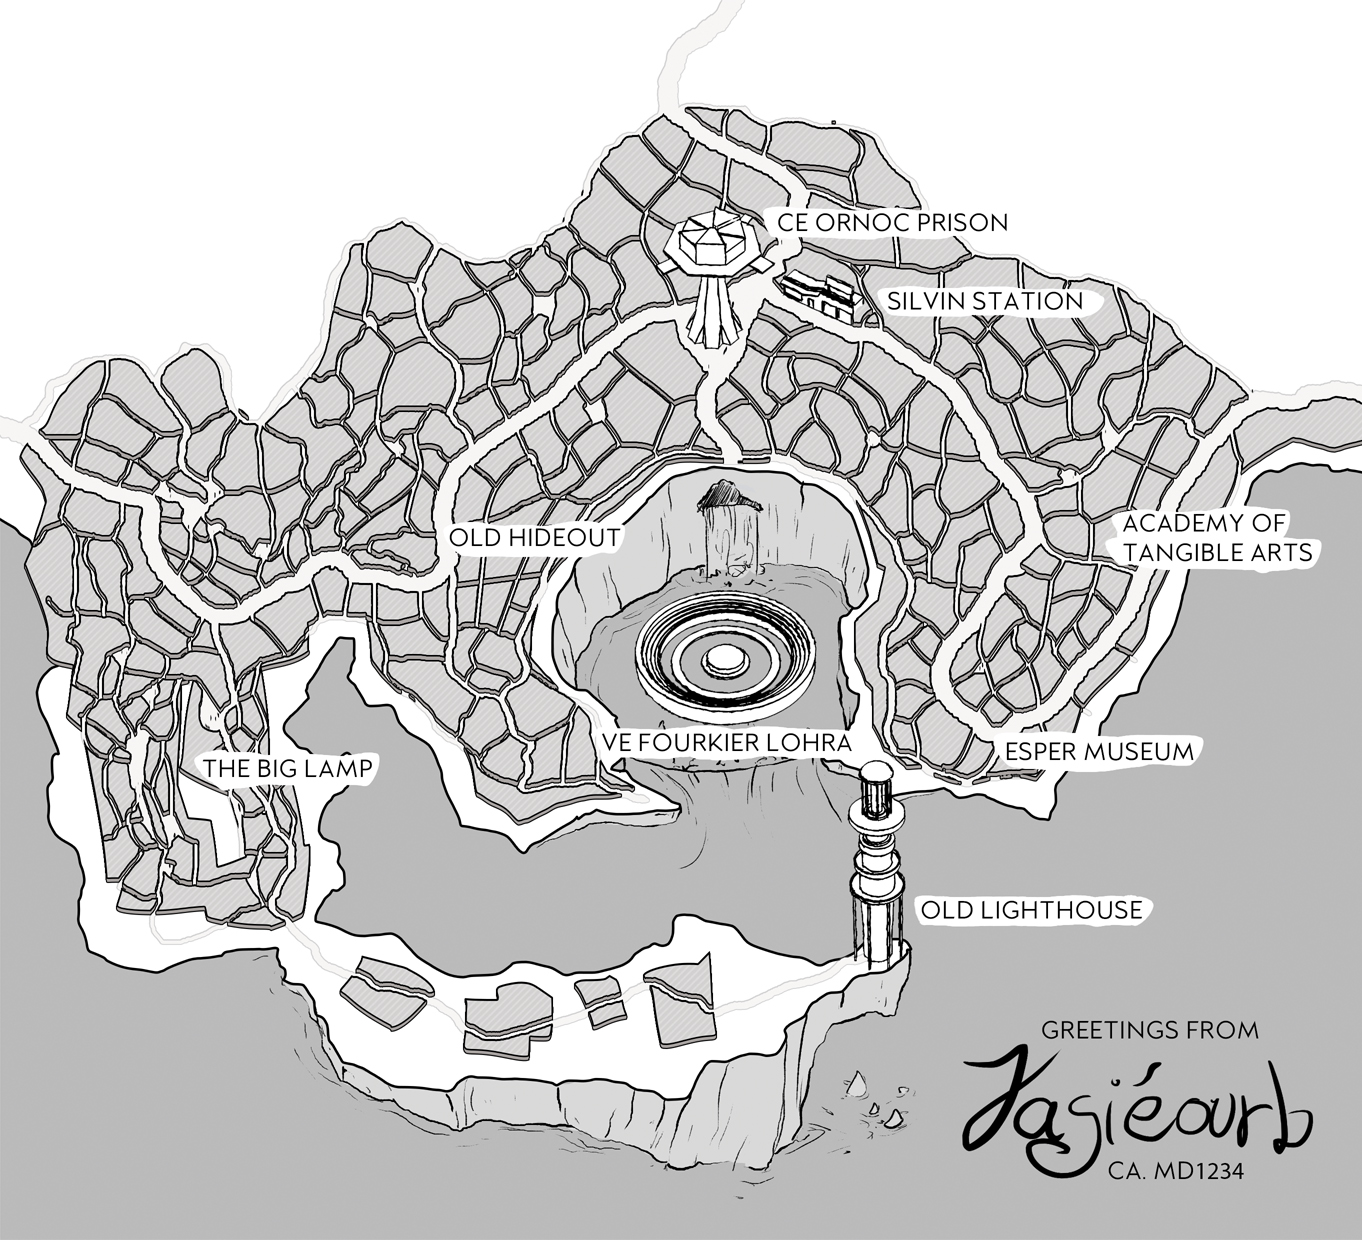 CE ORNOC PRISON
SILVIN STATION
OLD HIDEOUT
ACADEMY OF
TANGIBLE ARTS
VE FOURKIER LOHRA
ESPER MUSEUM
THE BIG LAMP
OLD LIGHTHOUSE
GREETINGS FROM
CA. MD1234